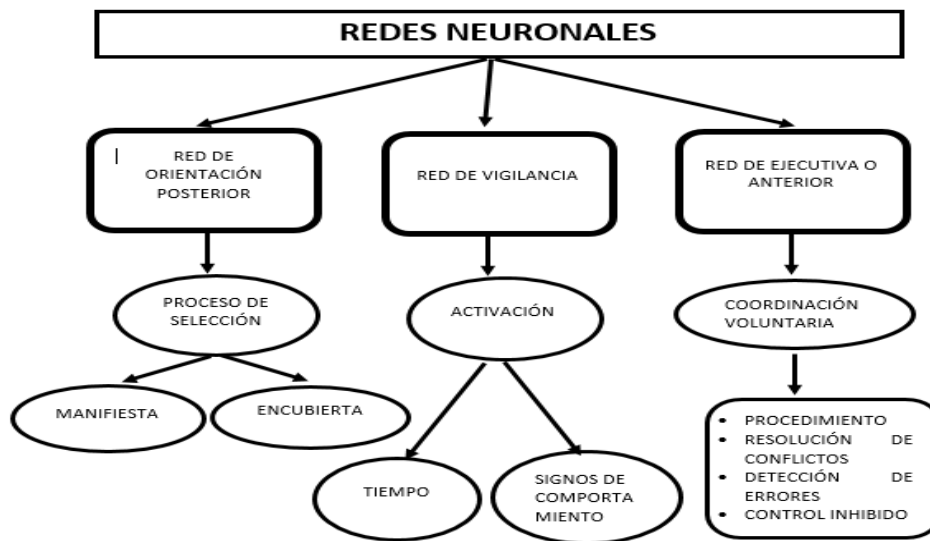 REDES NEURONALES
RED DE
ORIENTACIÓN
POSTERIOR
RED DE VIGILANCIA
RED DE EJECUTIVA O
ANTERIOR
PROCESO DE
SELECCIÓN
ACTIVACIÓN
COORDINACIÓN
VOLUNTARIA
MANIFIESTA
ENCUBIERTA
TIEMPO
SIGNOS DE
COMPORTA
MIENTO
• PROCEDIMIENTO
• RESOLUCIÓN DE
CONFLICTOS
• DETECCIÓN DE
ERRORES
• CONTROL INHIBIDO